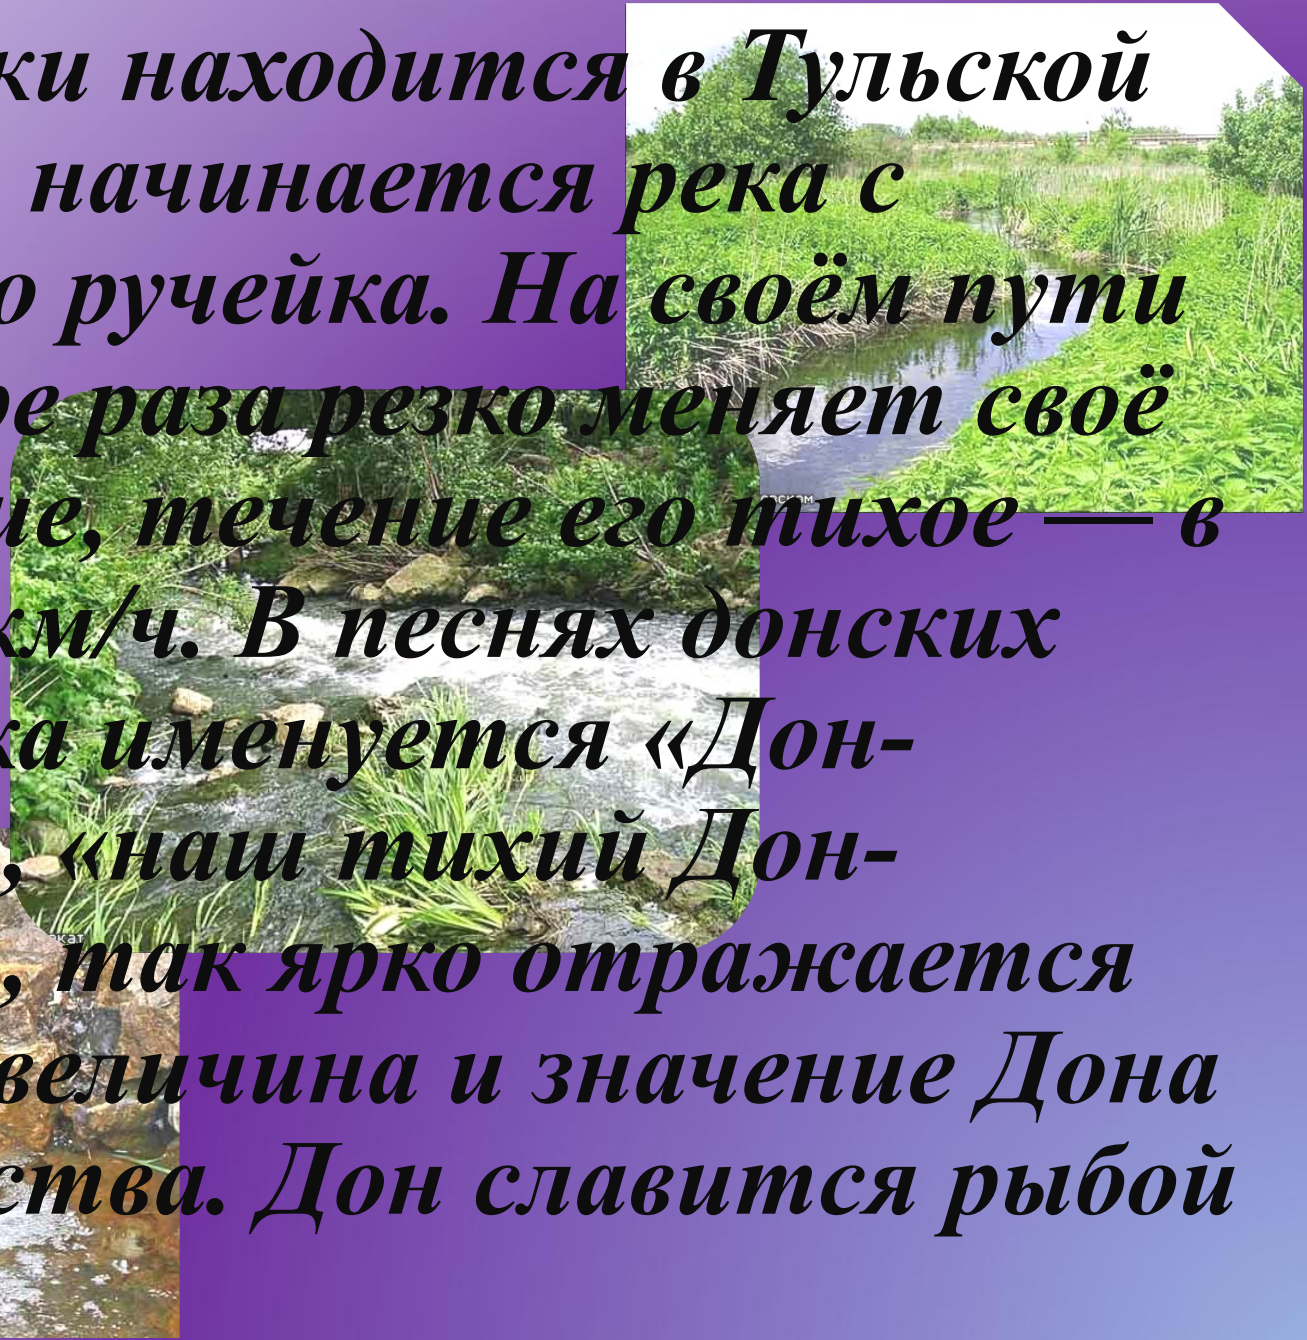 ки находится в Тульской
начинается река с
о ручейка. На своём пути
ре раза резко меняет своё
ие, течение его тихое — в
км/ч. В песнях донских
ка именуется «Дон-
, «наш тихий Дон-
, так ярко отражается
величина и значение Дона
ства. Дон славится рыбой